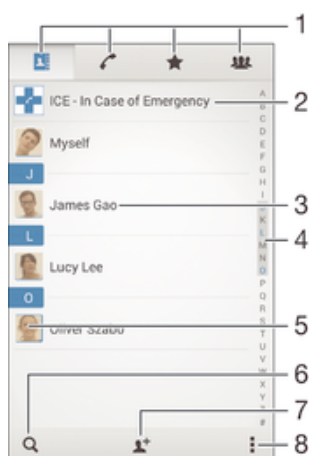 1
ICE - In Case of Emergency
2
Myself
J
James Gao
3
L
4
Lucy Lee
O
5
Oliver Szabo
A
B
C
D
E
F
G
H
I
J
K
L
M
N
O
P
Q
R
S
T
U
V
W
X
Y
Z
#
6
7
8